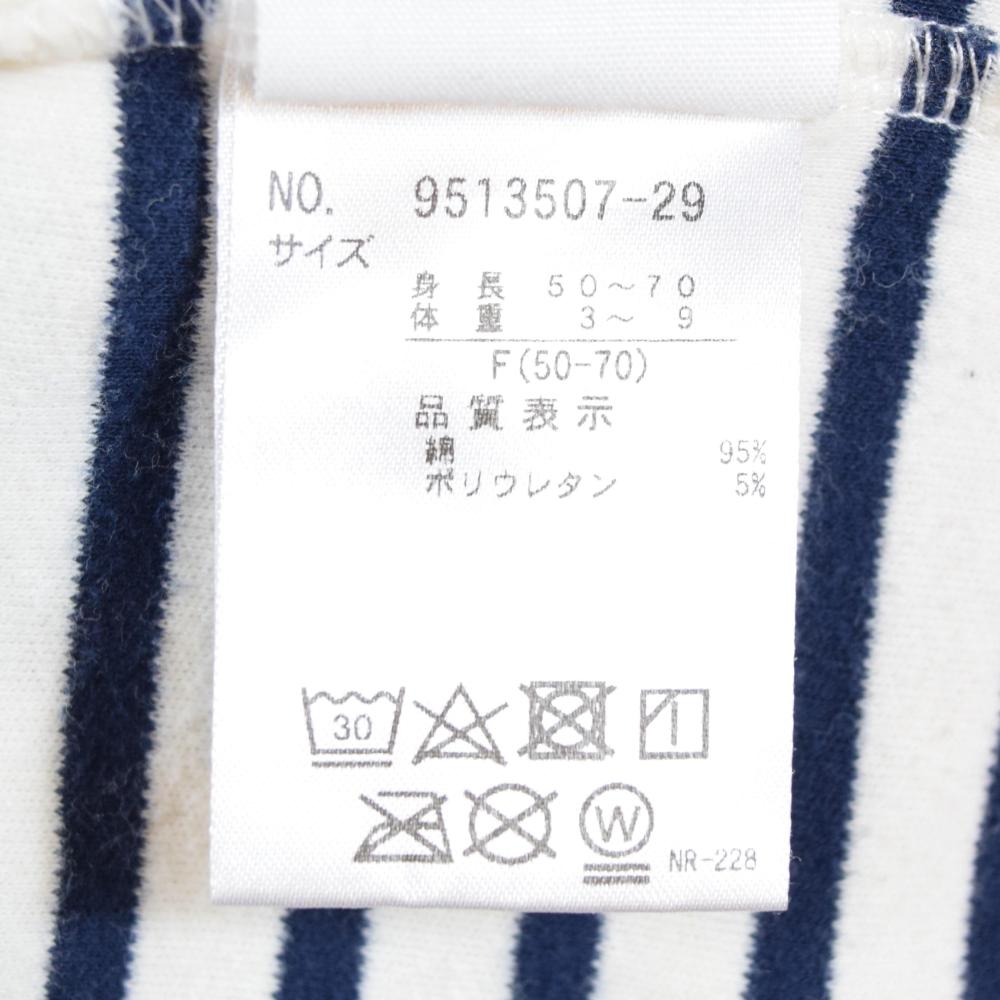 NO. 9513507-29
サイズ
身長 50～70
体重 3～ 9
F(50-70)
品質表示
綿 95%
ポリウレタン 5%
30
W
NR-228